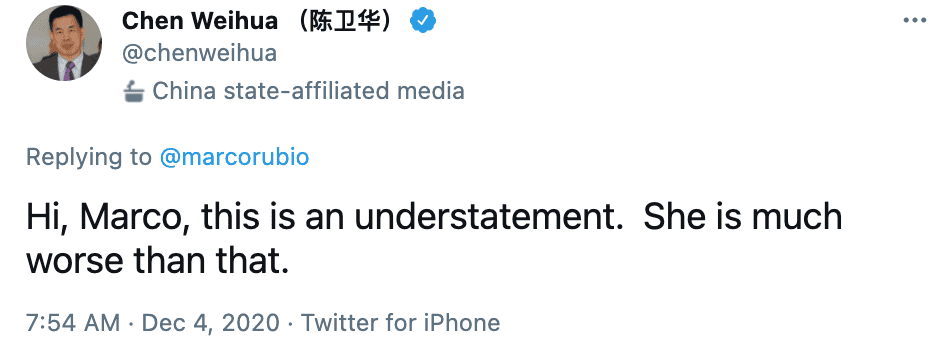 Chen Weihua （陈卫华）
@chenweihua
China state-affiliated media
Replying to @marcorubio
Hi, Marco, this is an understatement.  She is much
worse than that.
7:54 AM · Dec 4, 2020 · Twitter for iPhone